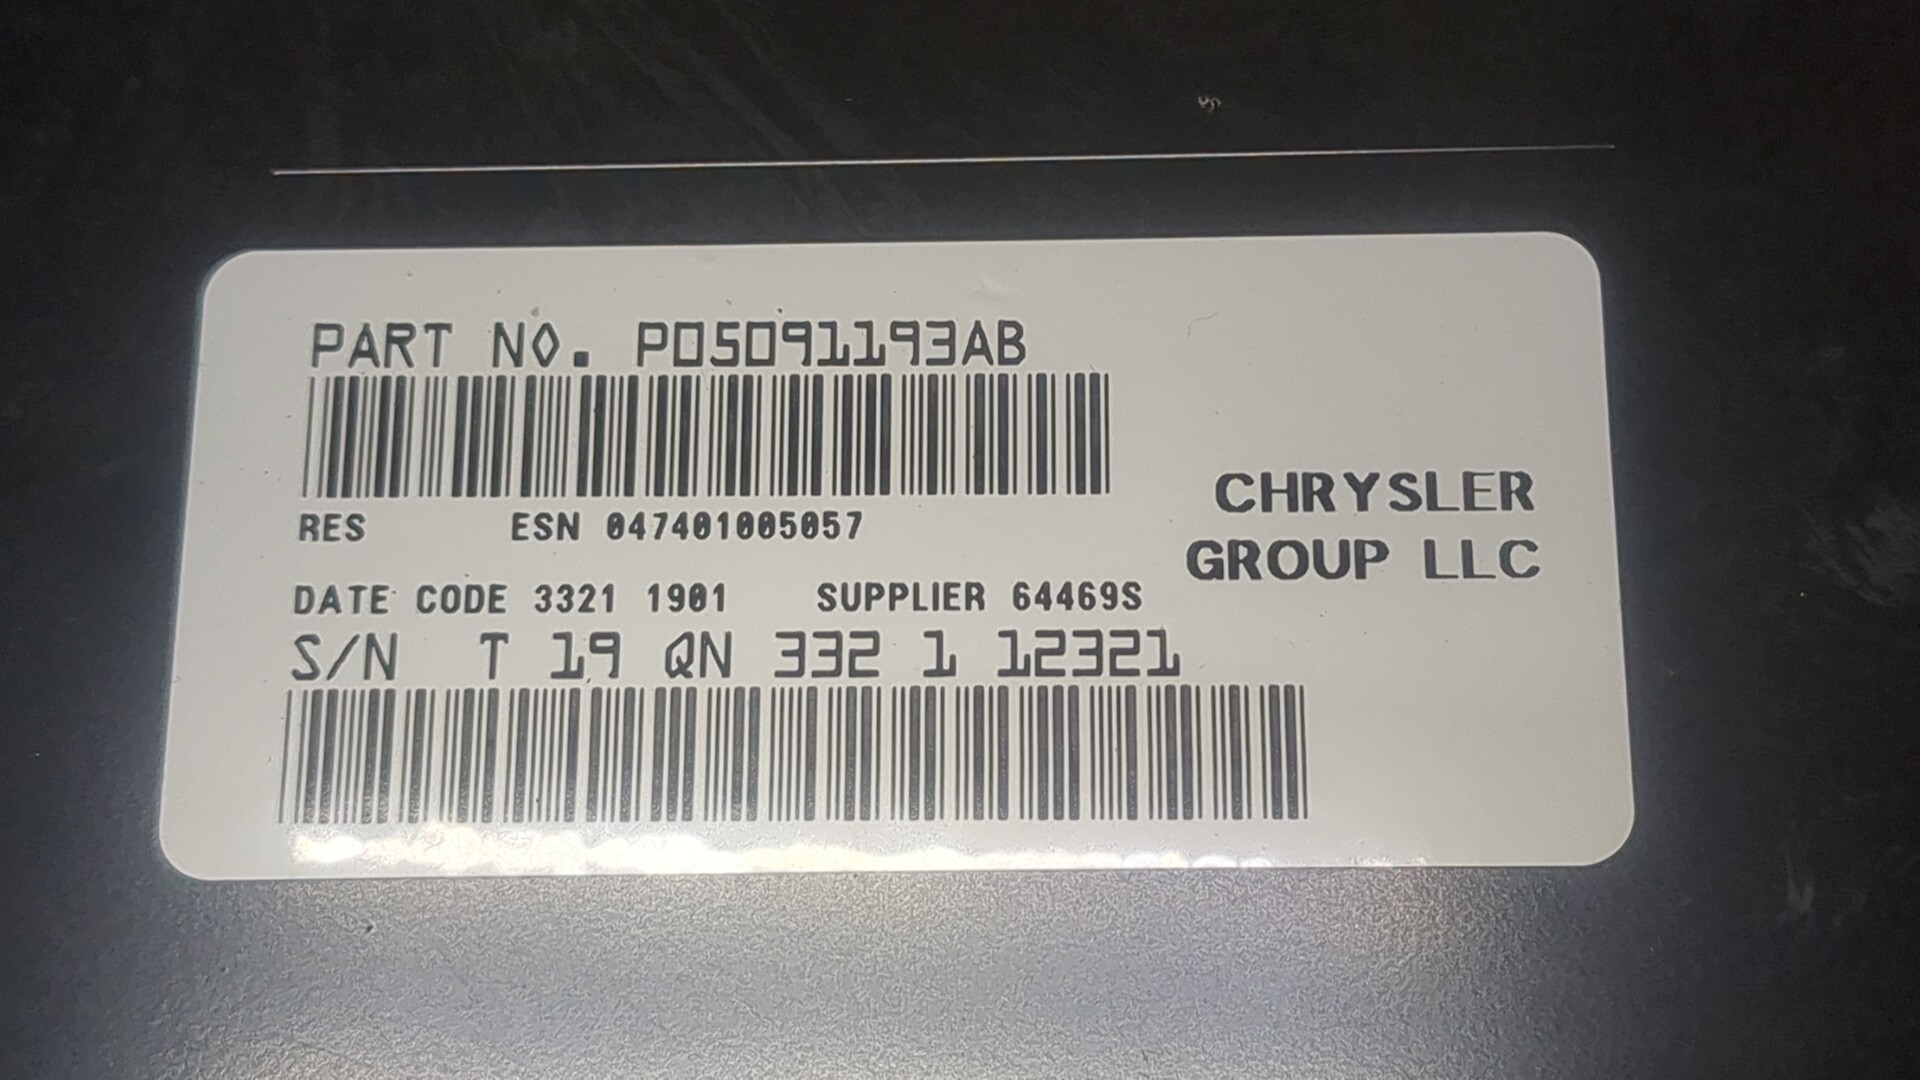 PART NO. P05091193AB
RES ESN 047401005057
CHRYSLER
GROUP LLC
DATE CODE 3321 1901 SUPPLIER 64469S
S/N T 19 QN 332 1 12321